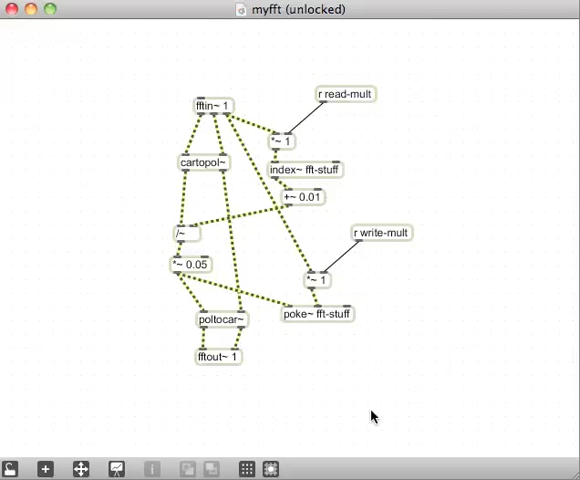 myfft (unlocked)
r read-mult
fftin~ 1
*~ 1
cartopol~
index~ fft-stuff
+~ 0.01
/~
r write-mult
*~ 0.05
*~ 1
poke~ fft-stuff
poltocar~
fftout~ 1